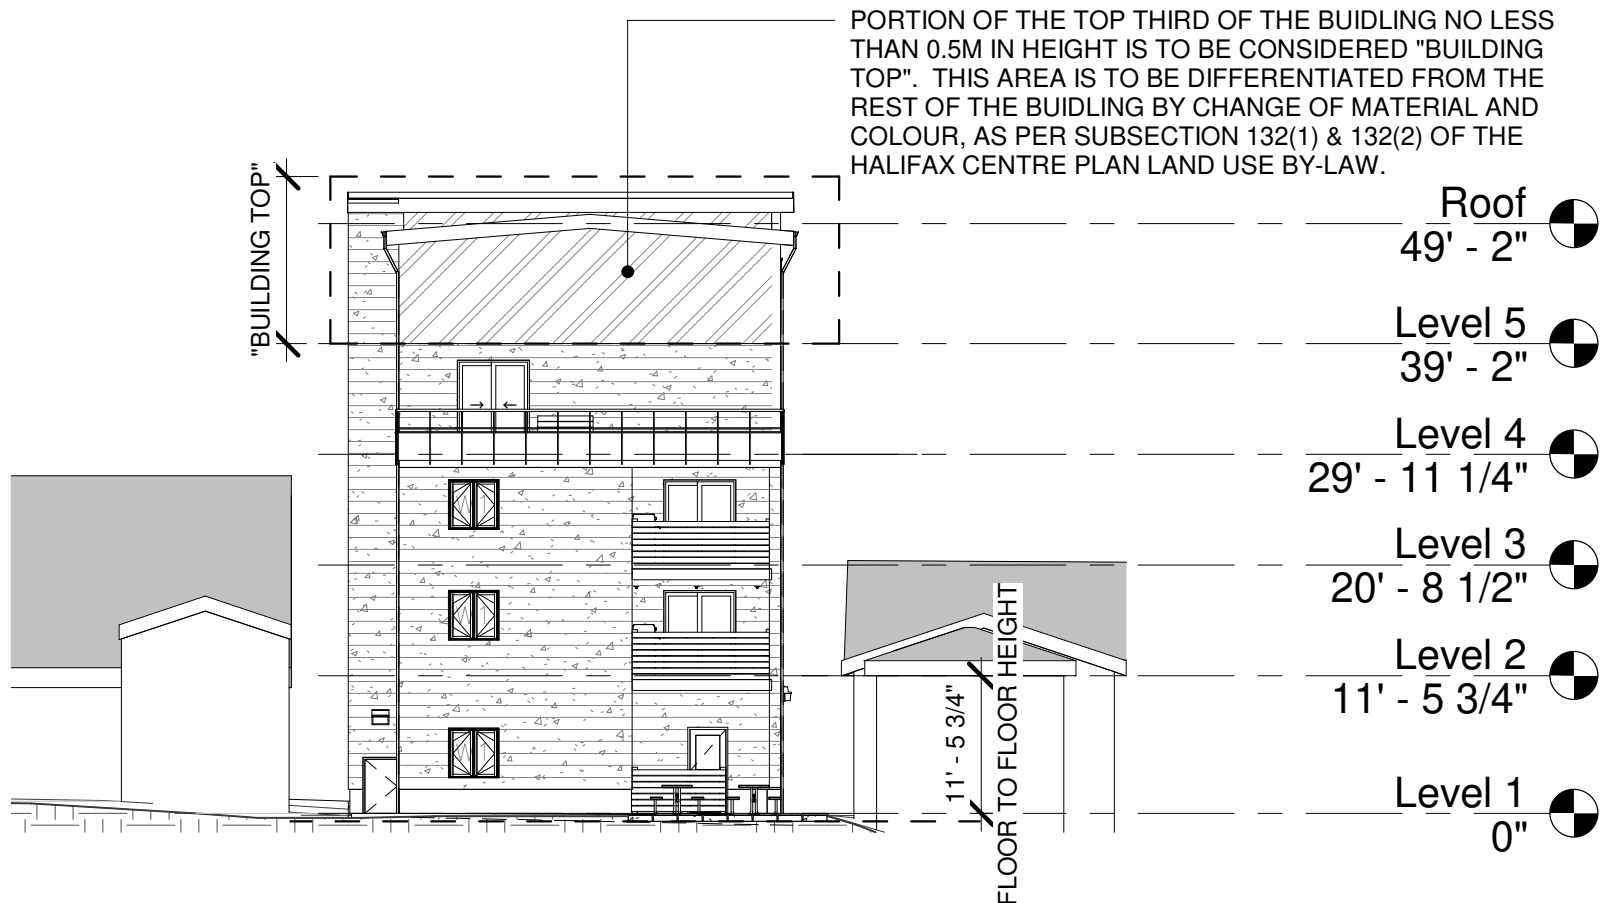 PORTION OF THE TOP THIRD OF THE BUIDLING NO LESS
THAN 0.5M IN HEIGHT IS TO BE CONSIDERED "BUILDING
TOP".  THIS AREA IS TO BE DIFFERENTIATED FROM THE
REST OF THE BUIDLING BY CHANGE OF MATERIAL AND
COLOUR, AS PER SUBSECTION 132(1) & 132(2) OF THE
HALIFAX CENTRE PLAN LAND USE BY-LAW.
"BUILDING TOP"
Roof
49' - 2"
Level 5
39' - 2"
Level 4
29' - 11 1/4"
Level 3
20' - 8 1/2"
Level 2
11' - 5 3/4"
Level 1
0"
11' - 5 3/4"
FLOOR TO FLOOR HEIGHT